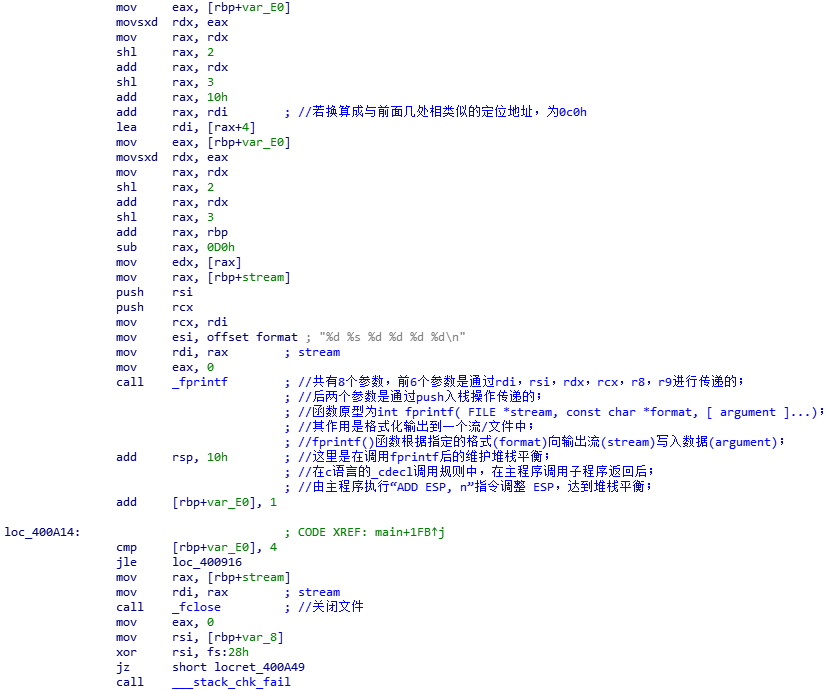 mov eax, [rbp+var_E0]
movsxd rdx, eax
mov rax, rdx
shl rax, 2
add rax, rdx
shl rax, 3
add rax, 10h
add rax, rdi ; //若换算成与前面几处相类似的定位地址，为0c0h
lea rdi, [rax+4]
mov eax, [rbp+var_E0]
movsxd rdx, eax
mov rax, rdx
shl rax, 2
add rax, rdx
shl rax, 3
add rax, rbp
sub rax, 0D0h
mov edx, [rax]
mov rax, [rbp+stream]
push rsi
push rcx
mov rcx, rdi
mov esi, offset format ; "%d %s %d %d %d %d\n"
mov rdi, rax ; stream
mov eax, 0
call _fprintf ; //共有8个参数，前6个参数是通过rdi，rsi，rdx，rcx，r8，r9进行传递的；
; //后两个参数是通过push入栈操作传递的；
; //函数原型为int fprintf( FILE *stream, const char *format, [ argument ]...)；
; //其作用是格式化输出到一个流/文件中；
; //fprintf()函数根据指定的格式(format)向输出流(stream)写入数据(argument)；
add rsp, 10h ; //这里是在调用fprintf后的维护堆栈平衡；
; //在c语言的_cdecl调用规则中，在主程序调用子程序返回后；
; //由主程序执行“ADD ESP, n”指令调整 ESP，达到堆栈平衡；
add [rbp+var_E0], 1
loc_400A14: ; CODE XREF: main+1FB↑j
cmp [rbp+var_E0], 4
jle loc_400916
mov rax, [rbp+stream]
mov rdi, rax ; stream
call _fclose ; //关闭文件
mov eax, 0
mov rsi, [rbp+var_8]
xor rsi, fs:28h
jz short locret_400A49
call ___stack_chk_fail